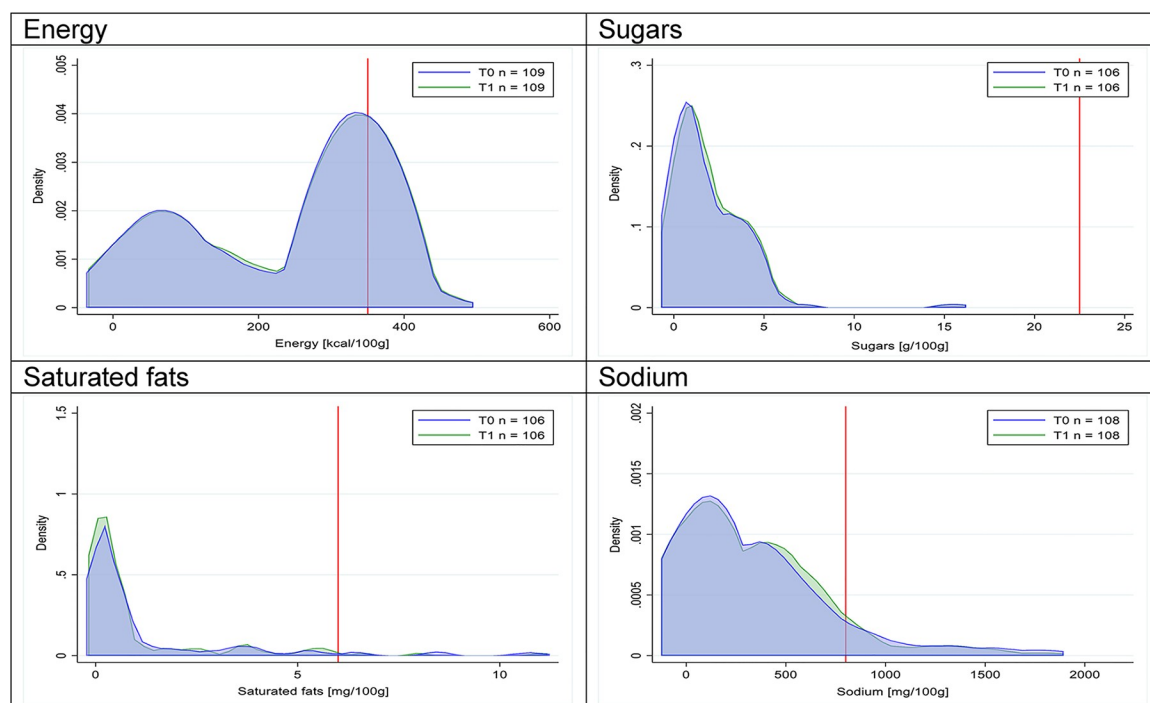 Energy
.005
.004
.003
.002
.001
0
Density
T0 n = 109
T1 n = 109
0 200 400 600
Energy [kcal/100g]
Sugars
.3
.2
.1
0
Density
T0 n = 106
T1 n = 106
0 5 10 15 20 25
Sugars [g/100g]
Saturated fats
1.5
1
.5
0
Density
T0 n = 106
T1 n = 106
0 5 10
Saturated fats [mg/100g]
Sodium
.002
.0015
.001
.0005
0
Density
T0 n = 108
T1 n = 108
0 500 1000 1500 2000
Sodium [mg/100g]